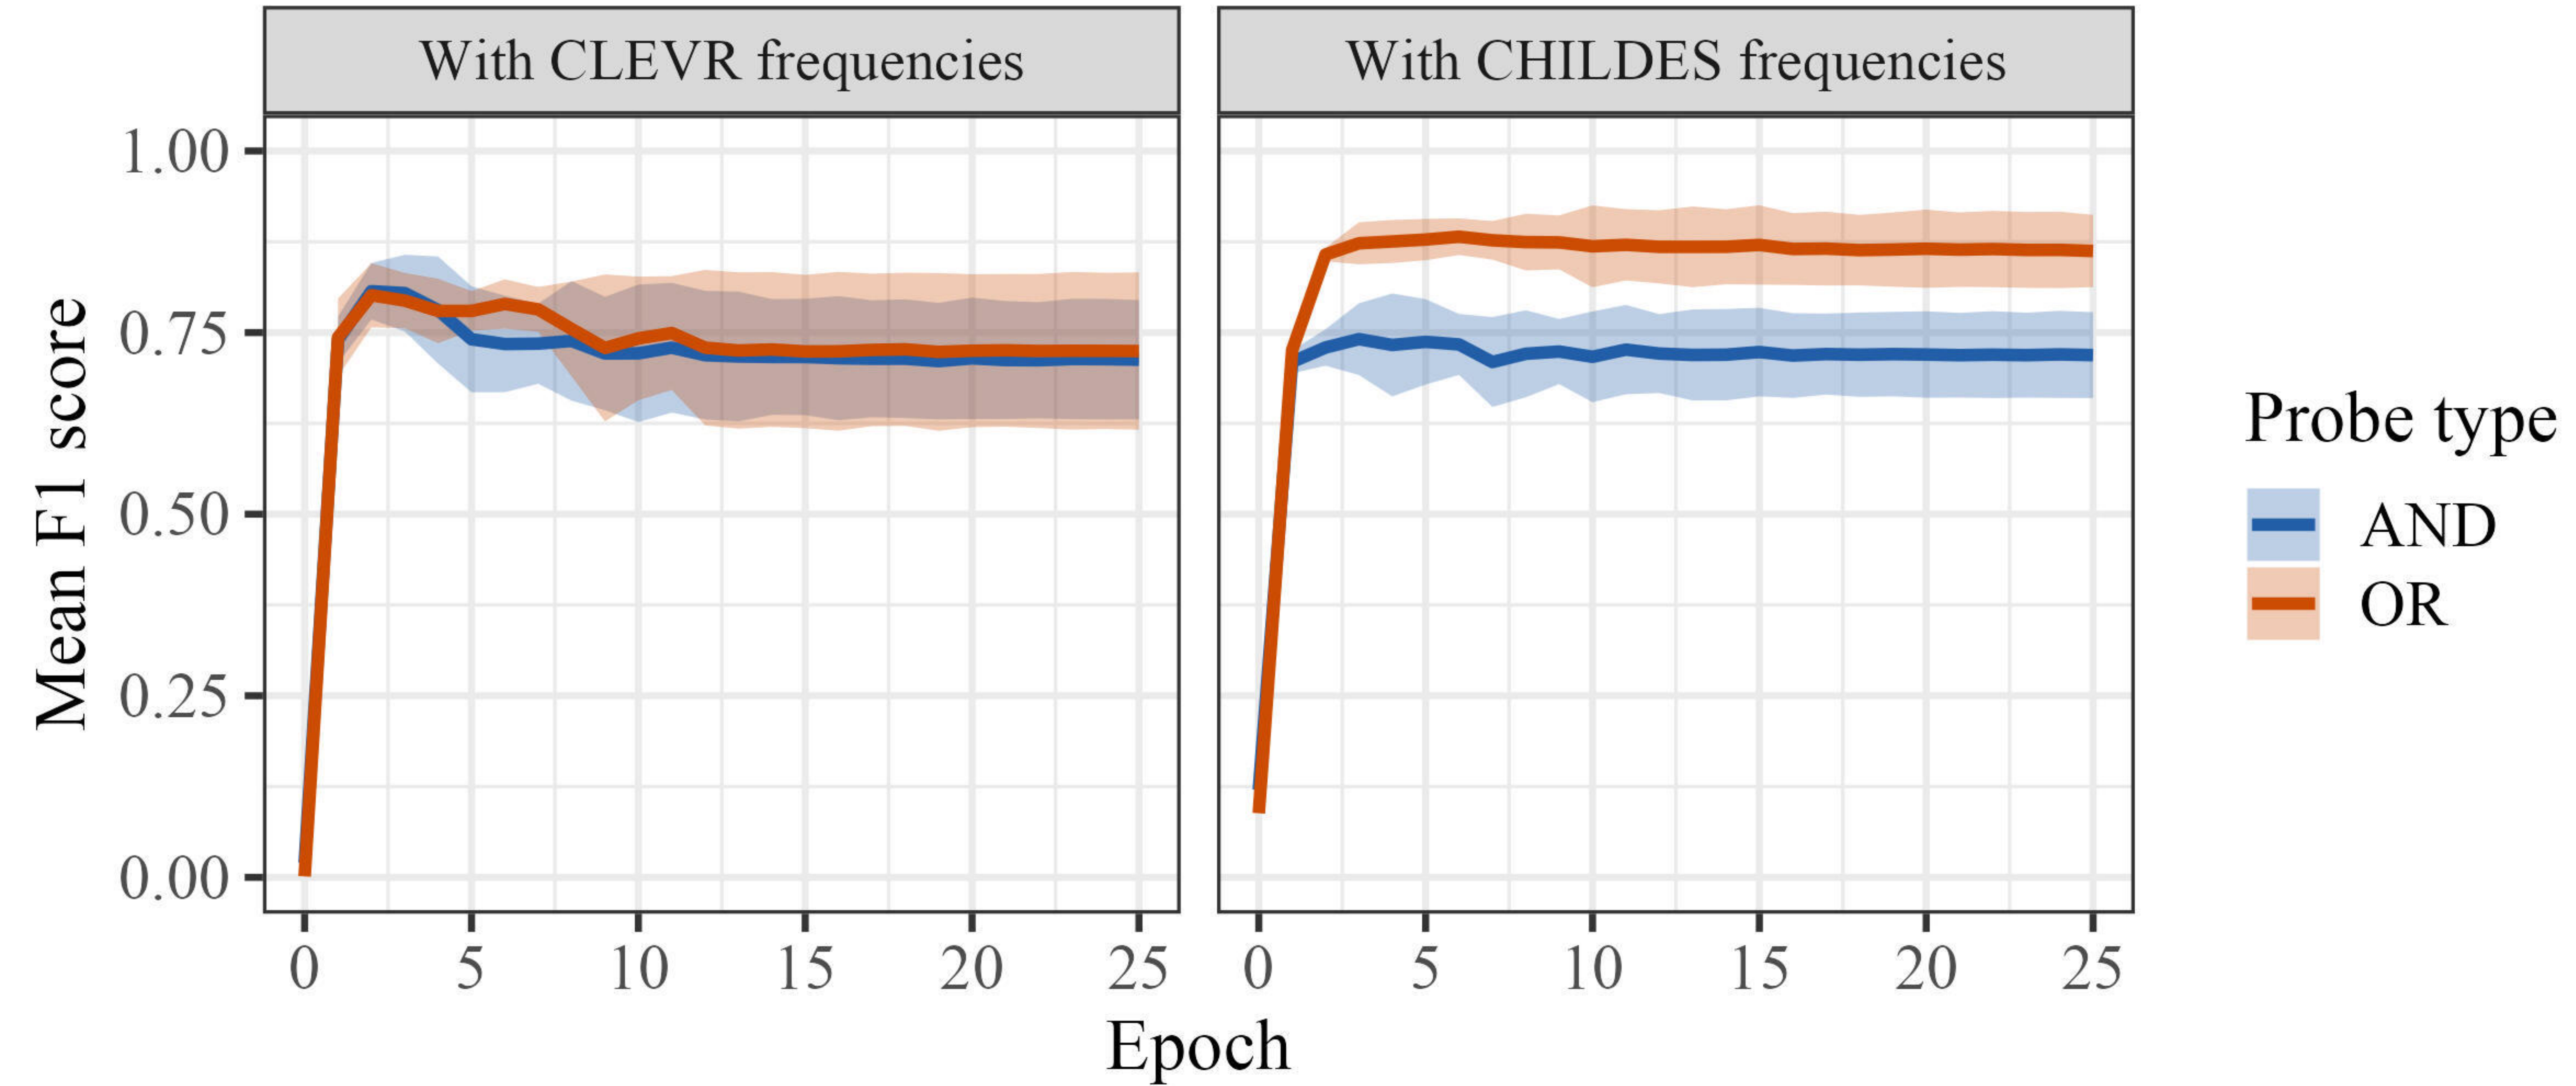 With CLEVR frequencies
With CHILDES frequencies
Mean F1 score
1.00
0.75
0.50
0.25
0.00
0 5 10 15 20 25
0 5 10 15 20 25
Epoch
Probe type
AND
OR